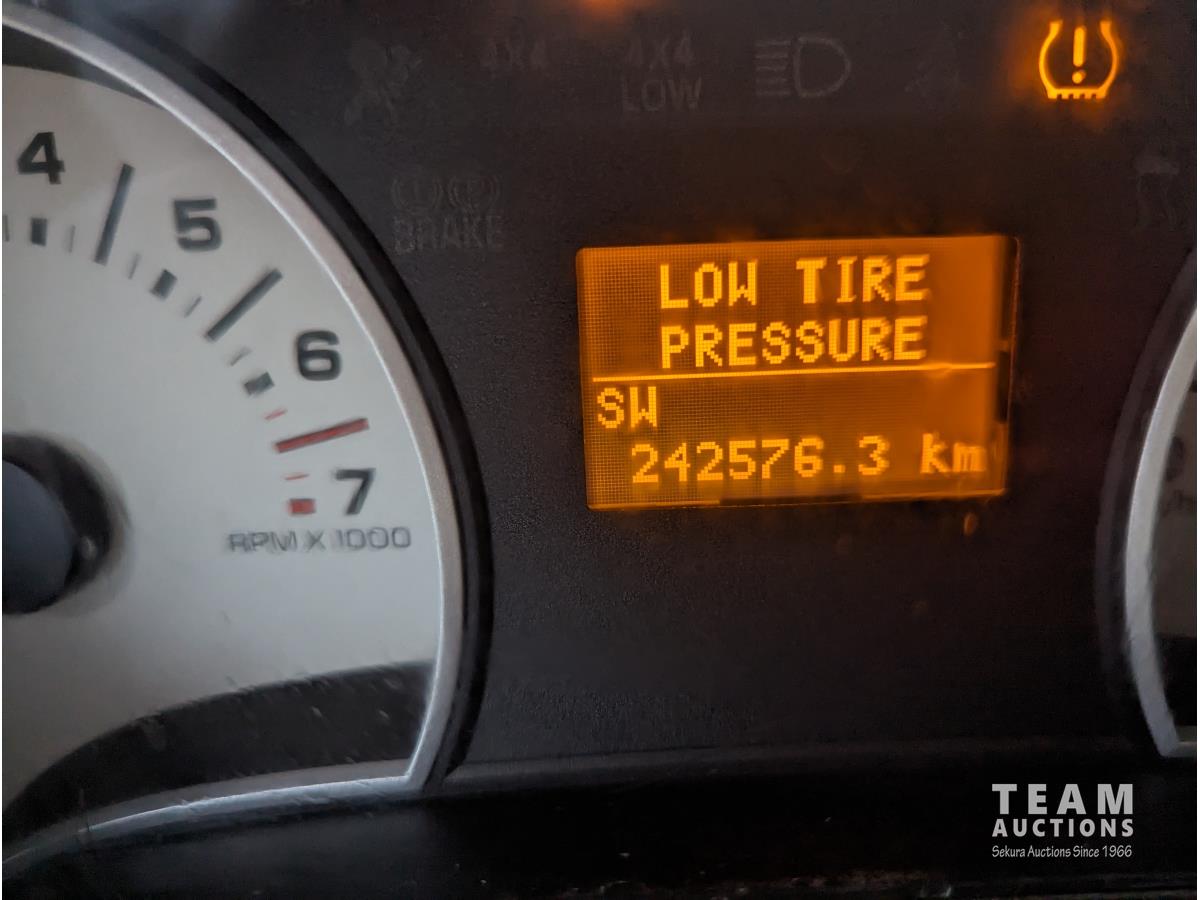 4X4
4X4
LOW
4
5
BRAKE
6
7
RPM X 1000
LOW TIRE
PRESSURE
SW
242576.3 km
TEAM
AUCTIONS
Sekura Auctions Since 1966